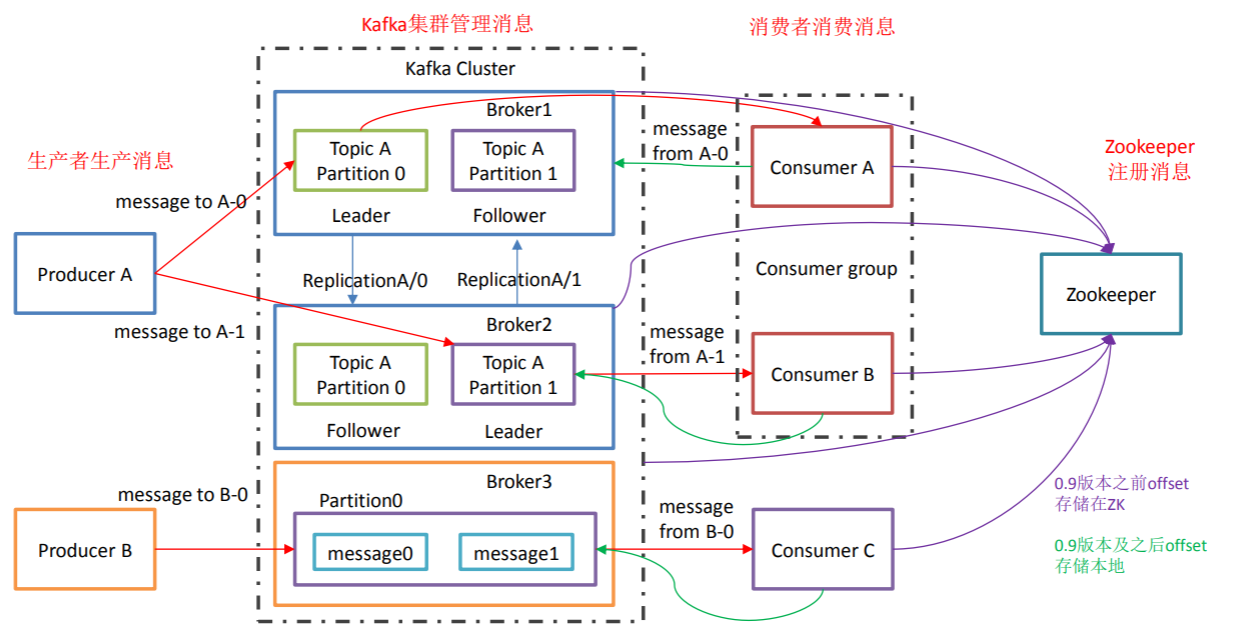 Kafka集群管理消息
消费者消费消息
Kafka Cluster
Broker1
Topic A
Partition 0
Topic A
Partition 1
Leader
Follower
生产者生产消息
message to A-0
Producer A
message to A-1
ReplicationA/0
ReplicationA/1
Broker2
Topic A
Partition 0
Topic A
Partition 1
Follower
Leader
message
from A-0
Consumer A
Consumer group
message
from A-1
Consumer B
Zookeeper
注册消息
Zookeeper
message to B-0
Producer B
Broker3
Partition0
message0
message1
message
from B-0
Consumer C
0.9版本之前offset
存储在ZK
0.9版本及之后offset
存储本地